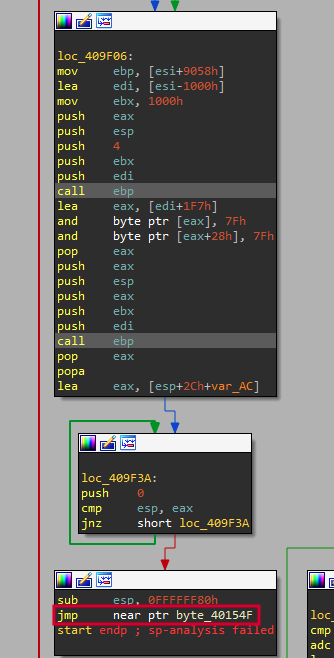 loc_409F06:
mov ebp, [esi+9058h]
lea edi, [esi-1000h]
mov ebx, 1000h
push eax
push esp
push 4
push ebx
push edi
call ebp
lea eax, [edi+1F7h]
and byte ptr [eax], 7Fh
and byte ptr [eax+28h], 7Fh
pop eax
push eax
push esp
push eax
push ebx
push edi
call ebp
pop eax
popa
lea eax, [esp+2Ch+var_AC]
loc_409F3A:
push 0
cmp esp, eax
jnz short loc_409F3A
sub esp, 0FFFFFF80h
jmp near ptr byte_40154F
start endp ; sp-analysis failed
loc_
cmp
adc